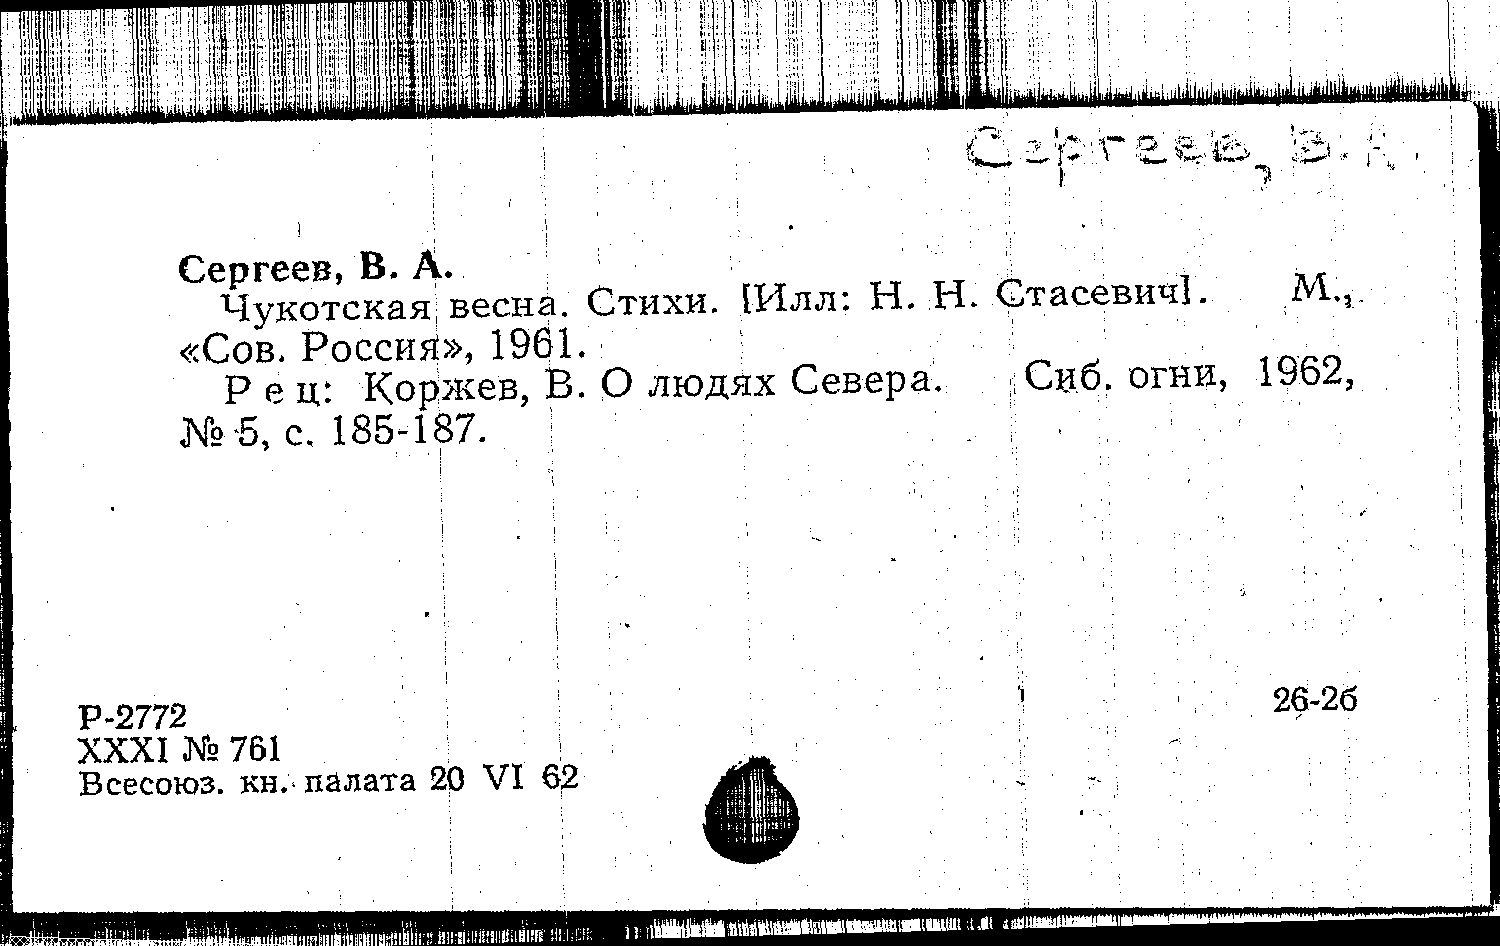 Сергеев, В. А.
Сергеев, В. А.
Чукотская весна. Стихи. [Илл: Н. Н. Стасевич]. М.,
«Сов. Россия», 1961.
Рец: Коржев, В. О людях Севера. Сиб. огни, 1962,
№ 5, с. 185-187.
26-2б
Р-2772
XXXI № 761
Всесоюз. кн. палата 20 VI 62